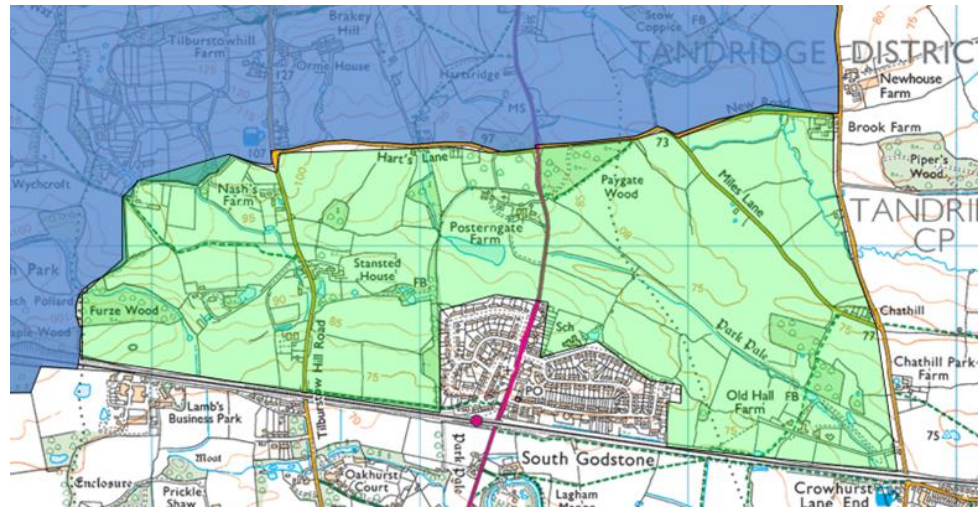 Tilburstowhill
Farm
Brakey
Hill
Stow
Coppice
FB
Orme House
127
Hartsridge
MS
TANDRIDGE DISTRICT
Newhouse
Farm
107
Hart's Lane
97
73
Brook Farm
Piper's
Wood
Wychcroft
Nash's
Farm
95
100
Paygate
Wood
85
80
Miles Lane
TANDRIDGE
CP
Posterngate
Farm
Stansted
House
FB
75
Furze Wood
90
85
75
Sch
Park Pale
Chathill
77
Chathill Park
Farm
PO
Old Hall
Farm
FB
75
Lamb's
Business Park
Tilburstow Hill Road
70
Moat
Park Pale
South Godstone
Enclosure
Prickle
Shaw
Oakhurst
Court
Lagham
Crowhurst
Lane End